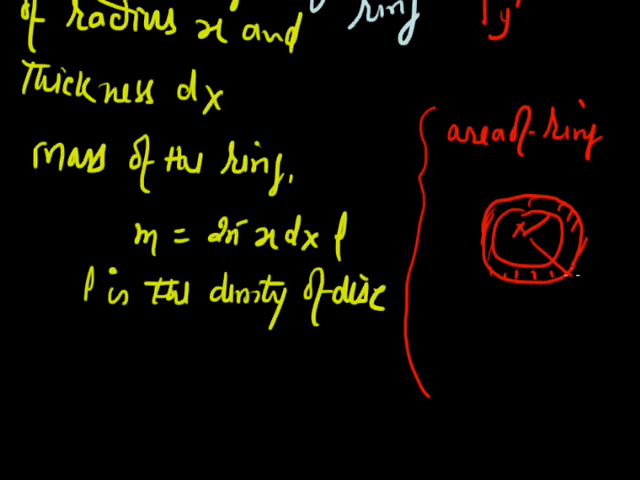 of radius x and
ring
y'
Thickness dx
Mass of the ring,
m = 2π x dx ρ
ρ is the density of disc
area of ring
x